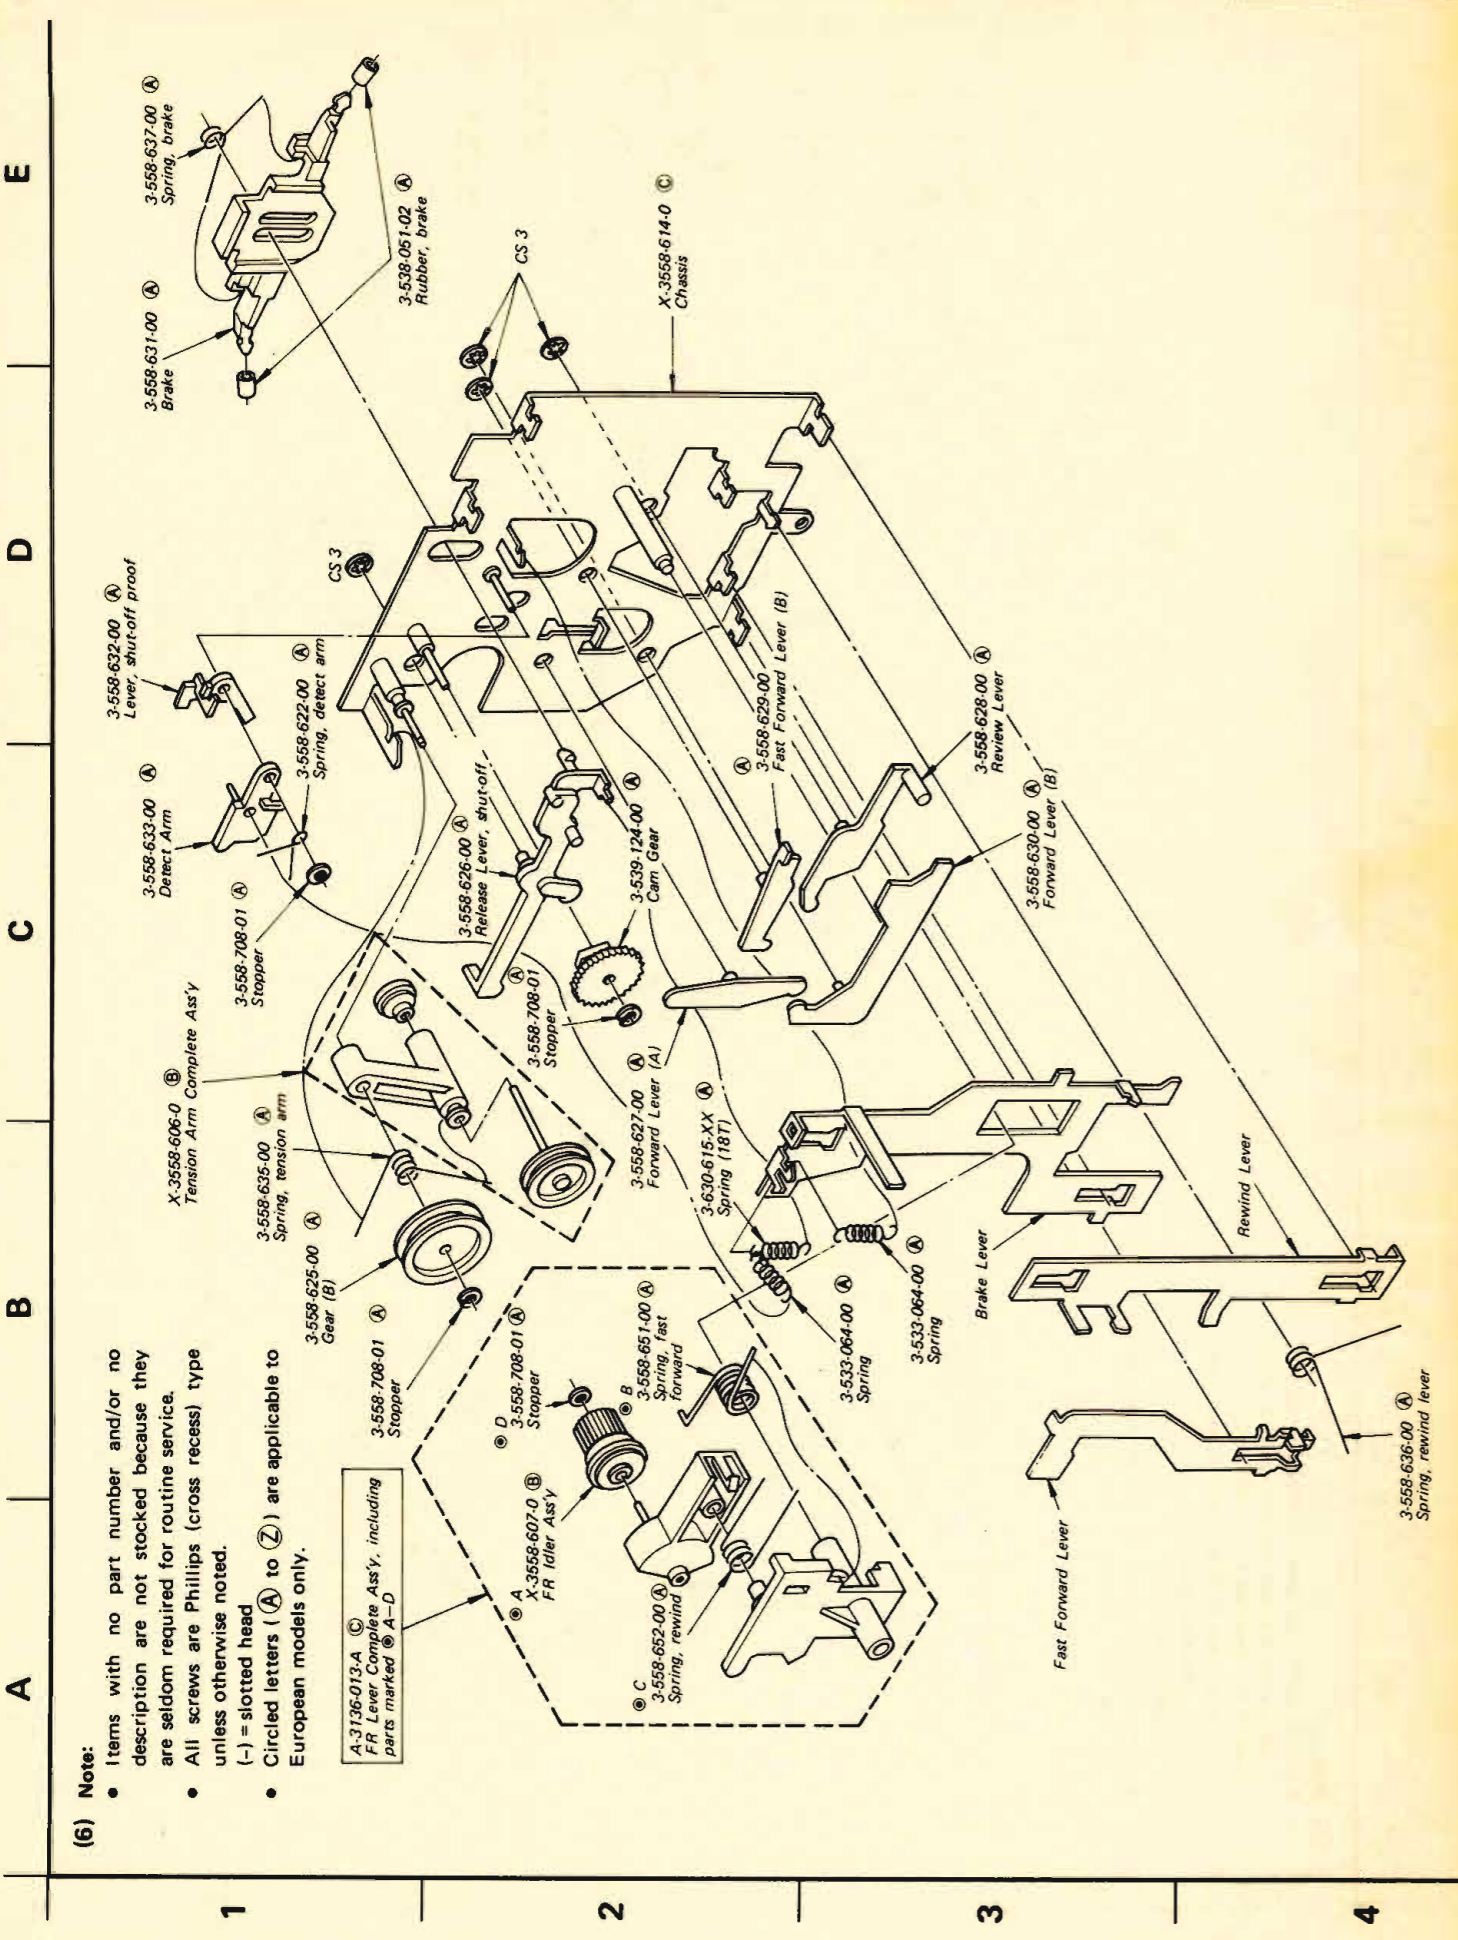 A
B
C
D
E
1
2
3
4
(6) Note:
• Items with no part number and/or no
description are not stocked because they
are seldom required for routine service.
• All screws are Phillips (cross recess) type
unless otherwise noted.
(−) = slotted head
• Circled letters (Ⓐ to Ⓩ) are applicable to
European models only.
A-3136-013-A Ⓒ
FR Lever Complete Ass'y, including
parts marked ◉ A–D
3-558-708-01 Ⓐ
Stopper
3-558-625-00 Ⓐ
Gear (B)
3-558-635-00 Ⓐ
Spring, tension arm
X-3558-606-0 Ⓑ
Tension Arm Complete Ass'y
3-558-708-01 Ⓐ
Stopper
3-558-633-00 Ⓐ
Detect Arm
3-558-632-00 Ⓐ
Lever, shut-off proof
3-558-622-00 Ⓐ
Spring, detect arm
CS 3
3-558-631-00 Ⓐ
Brake
3-558-637-00 Ⓐ
Spring, brake
3-538-051-02 Ⓐ
Rubber, brake
CS 3
X-3558-614-0 Ⓒ
Chassis
3-558-626-00 Ⓐ
Release Lever, shut-off
3-558-708-01 Ⓐ
Stopper
3-539-124-00 Ⓐ
Cam Gear
3-558-627-00 Ⓐ
Forward Lever (A)
Ⓐ
3-558-629-00
Fast Forward Lever (B)
3-558-628-00 Ⓐ
Review Lever
3-558-630-00 Ⓐ
Forward Lever (B)
3-630-615-XX Ⓐ
Spring (18T)
3-533-064-00 Ⓐ
Spring
3-533-064-00 Ⓐ
Spring
Brake Lever
Rewind Lever
◉ D
3-558-708-01 Ⓐ
Stopper
◉ A
X-3558-607-0 Ⓑ
FR Idler Ass'y
◉ B
3-558-651-00 Ⓐ
Spring, fast
forward
◉ C
3-558-652-00 Ⓐ
Spring, rewind
Fast Forward Lever
3-558-636-00 Ⓐ
Spring, rewind lever